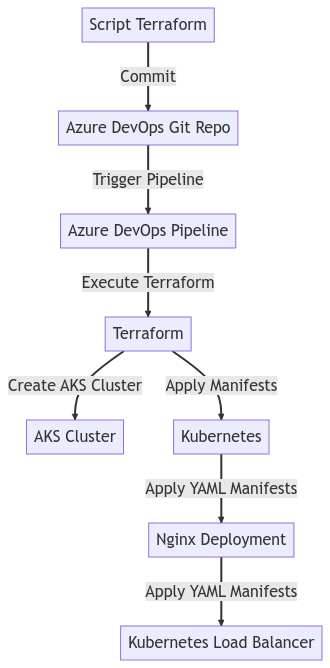 Script Terraform
Commit
Azure DevOps Git Repo
Trigger Pipeline
Azure DevOps Pipeline
Execute Terraform
Terraform
Create AKS Cluster
Apply Manifests
AKS Cluster
Kubernetes
Apply YAML Manifests
Nginx Deployment
Apply YAML Manifests
Kubernetes Load Balancer